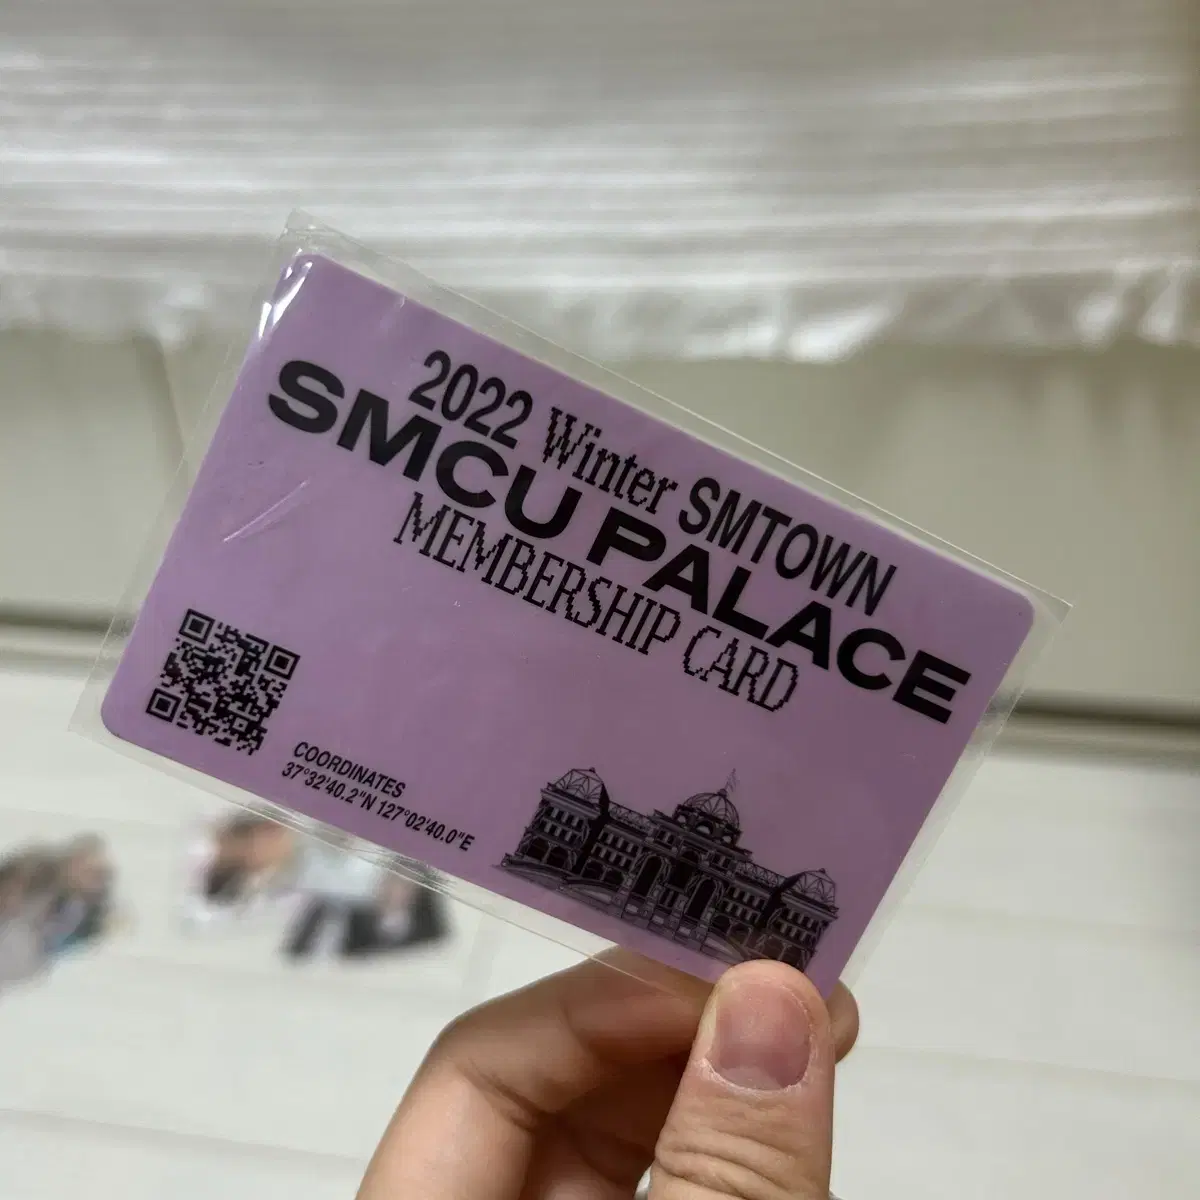 2022 Winter SMTOWN
SMCU PALACE
MEMBERSHIP CARD
COORDINATES
37°32'40.2"N 127°02'40.0"E